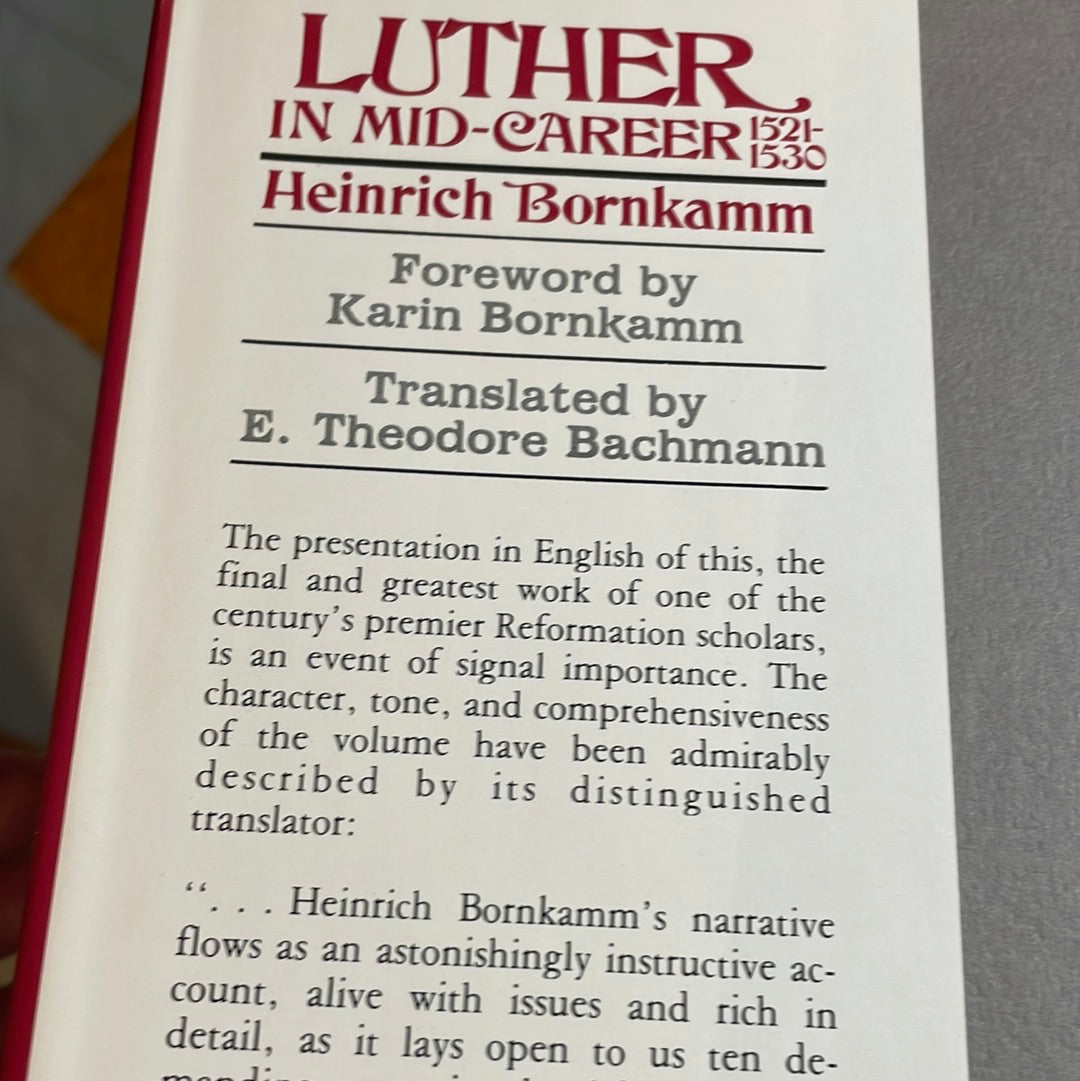 LUTHER
IN MID-CAREER 1521-
1530
Heinrich Bornkamm
Foreword by
Karin Bornkamm
Translated by
E. Theodore Bachmann
The presentation in English of this, the
final and greatest work of one of the
century's premier Reformation scholars,
is an event of signal importance. The
character, tone, and comprehensiveness
of the volume have been admirably
described by its distinguished
translator:
". . . Heinrich Bornkamm's narrative
flows as an astonishingly instructive ac-
count, alive with issues and rich in
detail, as it lays open to us ten de-